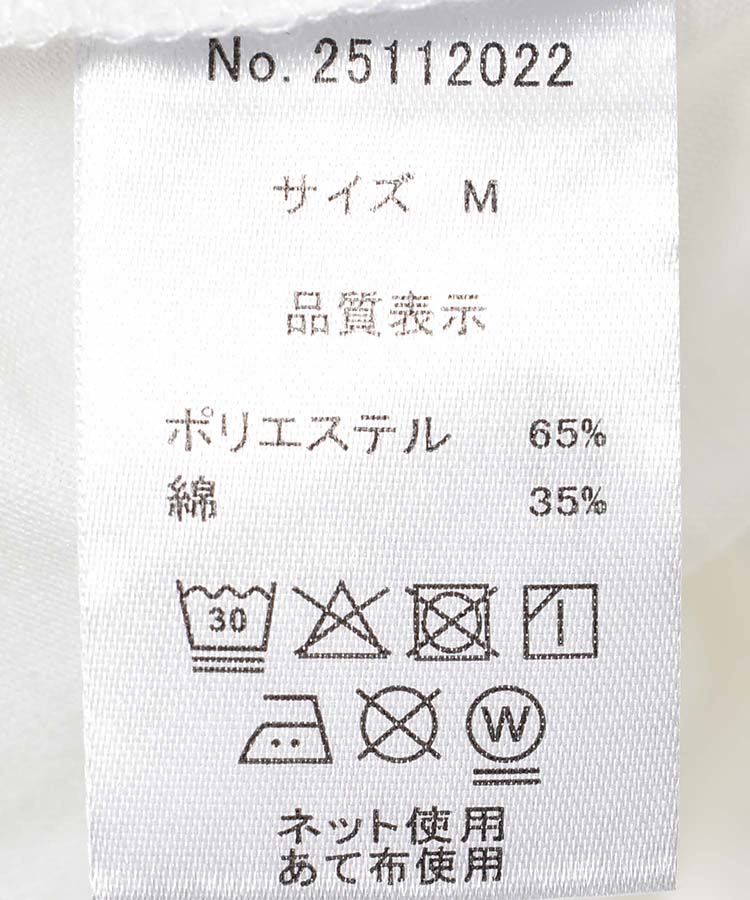 No. 25112022
サイズ M
品質表示
ポリエステル 65%
綿 35%
30
W
ネット使用
あて布使用